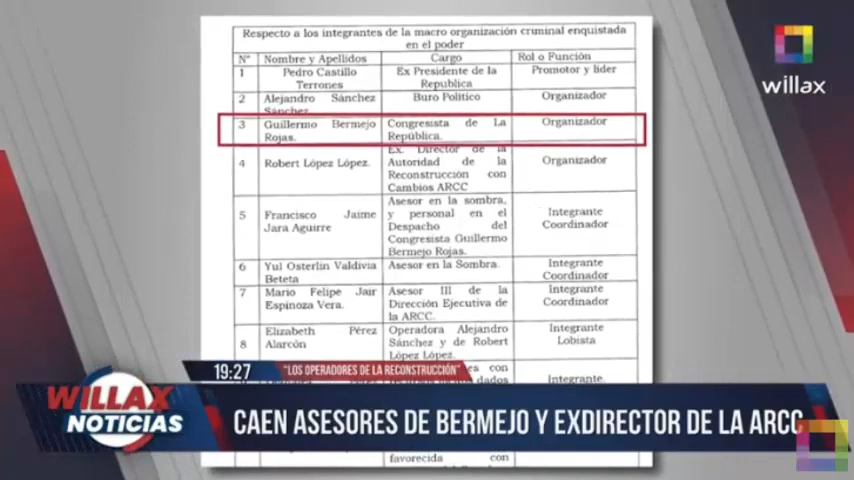 Respecto a los integrantes de la macro organización criminal enquistada
en el poder
N° Nombre y Apellidos Cargo Rol o Función
1 Pedro Castillo Terrones Ex Presidente de la Republica Promotor y líder
2 Alejandro Sánchez Sánchez Buro Político Organizador
3 Guillermo Bermejo Rojas. Congresista de La República. Organizador
4 Robert López López. Ex. Director de la Autoridad de la Reconstrucción con Cambios ARCC Organizador
5 Francisco Jaime Jara Aguirre Asesor en la sombra, y personal en el Despacho del Congresista Guillermo Bermejo Rojas. Integrante Coordinador
6 Yul Osterlin Valdivia Beteta Asesor en la Sombra. Integrante Coordinador
7 Mario Felipe Jair Espinoza Vera. Asesor III de la Dirección Ejecutiva de la ARCC. Integrante Coordinador
8 Elizabeth Pérez Alarcón Operadora Alejandro Sánchez y de Robert López López. Integrante Lobista
es con
dados
Integrante.
favorecida con
willax
19:27
"LOS OPERADORES DE LA RECONSTRUCCIÓN"
WILLAX
NOTICIAS
CAEN ASESORES DE BERMEJO Y EXDIRECTOR DE LA ARCC